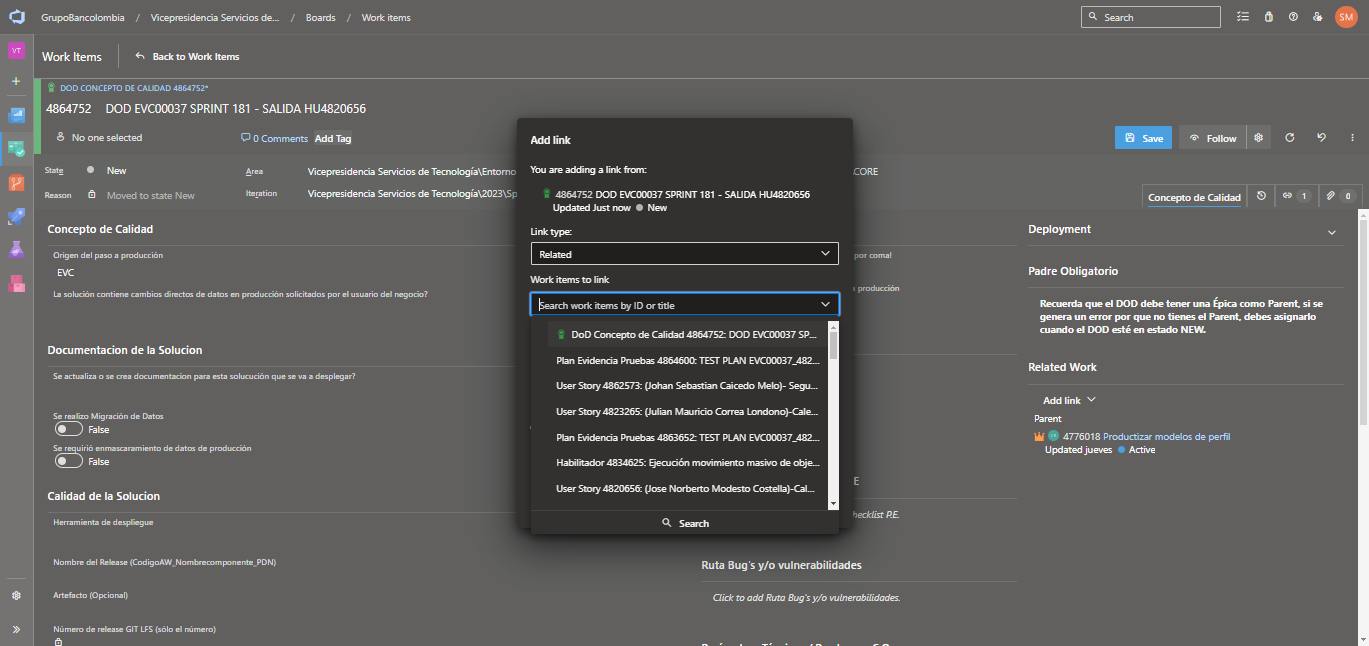 GrupoBancolombia / Vicepresidencia Servicios de... / Boards / Work items
Search
SM
VT
Work Items
Back to Work Items
DOD CONCEPTO DE CALIDAD 4864752*
4864752 DOD EVC00037 SPRINT 181 - SALIDA HU4820656
No one selected
0 Comments
Add Tag
Save
Follow
State
New
Area
Vicepresidencia Servicios de Tecnología\Entorno
CORE
Reason
Moved to state New
Iteration
Vicepresidencia Servicios de Tecnología\2023\Sp
Concepto de Calidad
1
0
Concepto de Calidad
Origen del paso a producción
EVC
La solución contiene cambios directos de datos en producción solicitados por el usuario del negocio?
Documentacion de la Solucion
Se actualiza o se crea documentacion para esta solucución que se va a desplegar?
Se realizo Migración de Datos
False
Se requirió enmascaramiento de datos de producción
False
Calidad de la Solucion
Herramienta de despliegue
Nombre del Release (CodigoAW_Nombrecomponente_PDN)
Artefacto (Opcional)
Número de release GIT LFS (sólo el número)
Add link
You are adding a link from:
4864752 DOD EVC00037 SPRINT 181 - SALIDA HU4820656
Updated Just now
New
Link type:
Related
Work items to link
Search work items by ID or title
DoD Concepto de Calidad 4864752: DOD EVC00037 SP...
Plan Evidencia Pruebas 4864600: TEST PLAN EVC00037_482...
User Story 4862573: (Johan Sebastian Caicedo Melo)- Segu...
User Story 4823265: (Julian Mauricio Correa Londono)-Cale...
Plan Evidencia Pruebas 4863652: TEST PLAN EVC00037_482...
Habilitador 4834625: Ejecución movimiento masivo de obje...
User Story 4820656: (Jose Norberto Modesto Costella)-Cal...
Search
por comal
producción
E
hecklist P.E.
Ruta Bug's y/o vulnerabilidades
Click to add Ruta Bug's y/o vulnerabilidades.
Deployment
Padre Obligatorio
Recuerda que el DOD debe tener una Épica como Parent, si se
genera un error por que no tienes el Parent, debes asignarlo
cuando el DOD esté en estado NEW.
Related Work
Add link
Parent
4776018 Productizar modelos de perfil
Updated jueves
Active